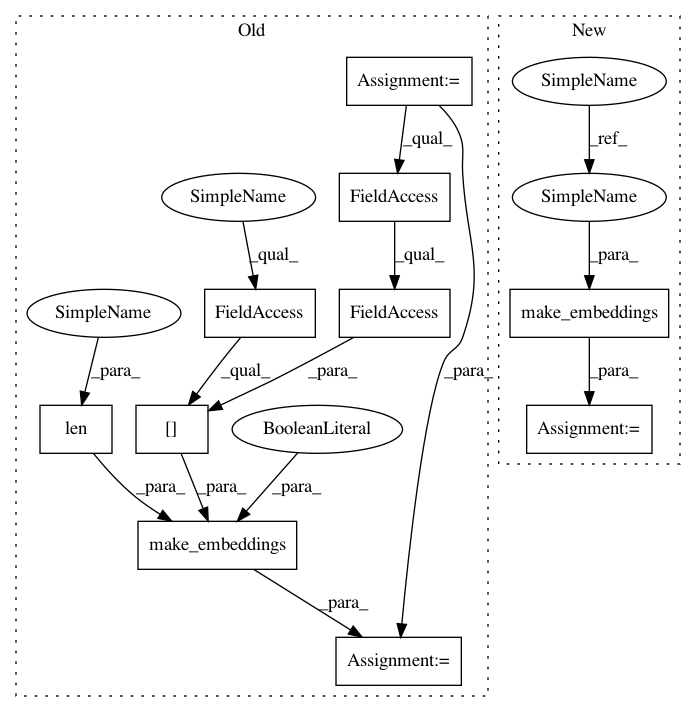 Old
New
Assignment:=
SimpleName
_qual_
_ref_
SimpleName
FieldAccess
SimpleName
_qual_
_qual_
_para_
SimpleName
FieldAccess
FieldAccess
make_embeddings
_para_
_qual_
_para_
_para_
_para_
len
[]
BooleanLiteral
Assignment:=
_para_
_para_
_para_
make_embeddings
_para_
Assignment:=